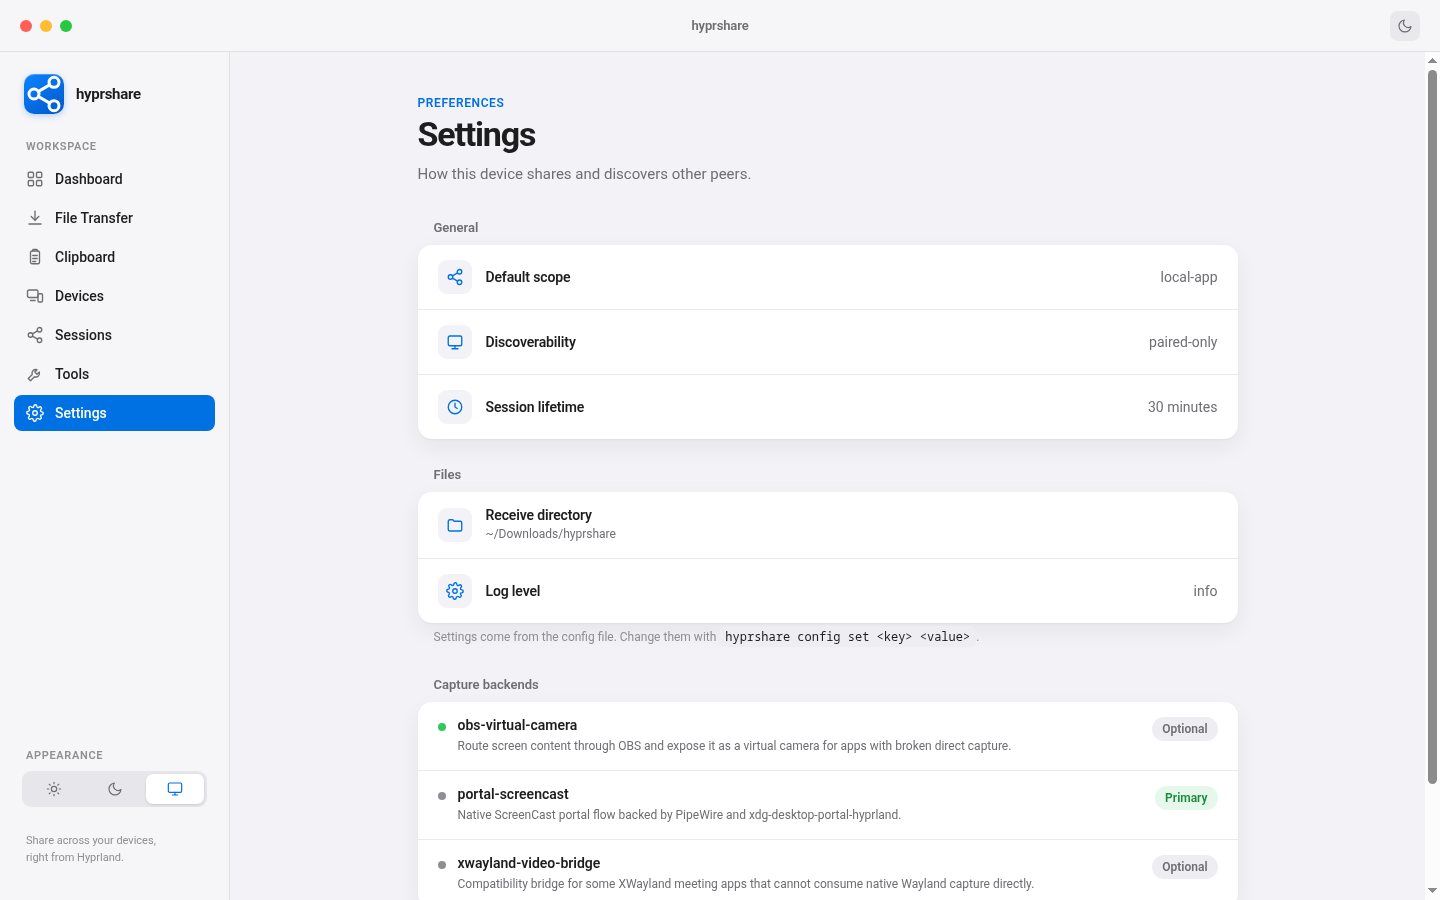 hyprshare
hyprshare
WORKSPACE
Dashboard
File Transfer
Clipboard
Devices
Sessions
Tools
Settings
APPEARANCE
Share across your devices,
right from Hyprland.
PREFERENCES
Settings
How this device shares and discovers other peers.
General
Default scope local-app
Discoverability paired-only
Session lifetime 30 minutes
Files
Receive directory
~/Downloads/hyprshare
Log level info
Settings come from the config file. Change them with hyprshare config set <key> <value> .
Capture backends
obs-virtual-camera Optional
Route screen content through OBS and expose it as a virtual camera for apps with broken direct capture.
portal-screencast Primary
Native ScreenCast portal flow backed by PipeWire and xdg-desktop-portal-hyprland.
xwayland-video-bridge Optional
Compatibility bridge for some XWayland meeting apps that cannot consume native Wayland capture directly.